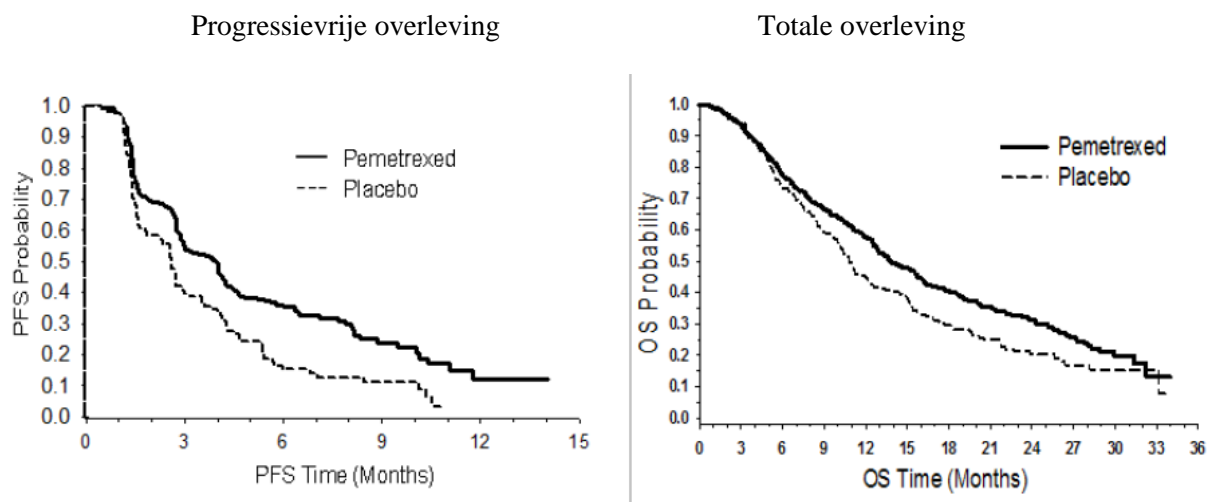 Progressievrije overleving
Totale overleving
1.0
0.9
0.8
0.7
0.6
0.5
0.4
0.3
0.2
0.1
0.0
PFS Probability
Pemetrexed
Placebo
0 3 6 9 12 15
PFS Time (Months)
1.0
0.9
0.8
0.7
0.6
0.5
0.4
0.3
0.2
0.1
0.0
OS Probability
Pemetrexed
Placebo
0 3 6 9 12 15 18 21 24 27 30 33 36
OS Time (Months)